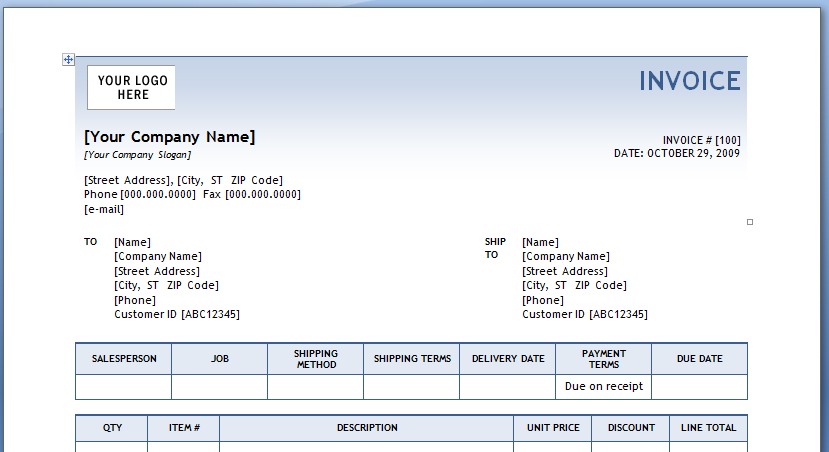 YOUR LOGO
HERE
INVOICE
[Your Company Name]
[Your Company Slogan]
INVOICE # [100]
DATE: OCTOBER 29, 2009
[Street Address], [City, ST ZIP Code]
Phone [000.000.0000] Fax [000.000.0000]
[e-mail]
TO
[Name]
[Company Name]
[Street Address]
[City, ST ZIP Code]
[Phone]
Customer ID [ABC12345]
SHIP
TO
[Name]
[Company Name]
[Street Address]
[City, ST ZIP Code]
[Phone]
Customer ID [ABC12345]
SALESPERSON
JOB
SHIPPING
METHOD
SHIPPING TERMS
DELIVERY DATE
PAYMENT
TERMS
DUE DATE
Due on receipt
QTY
ITEM #
DESCRIPTION
UNIT PRICE
DISCOUNT
LINE TOTAL